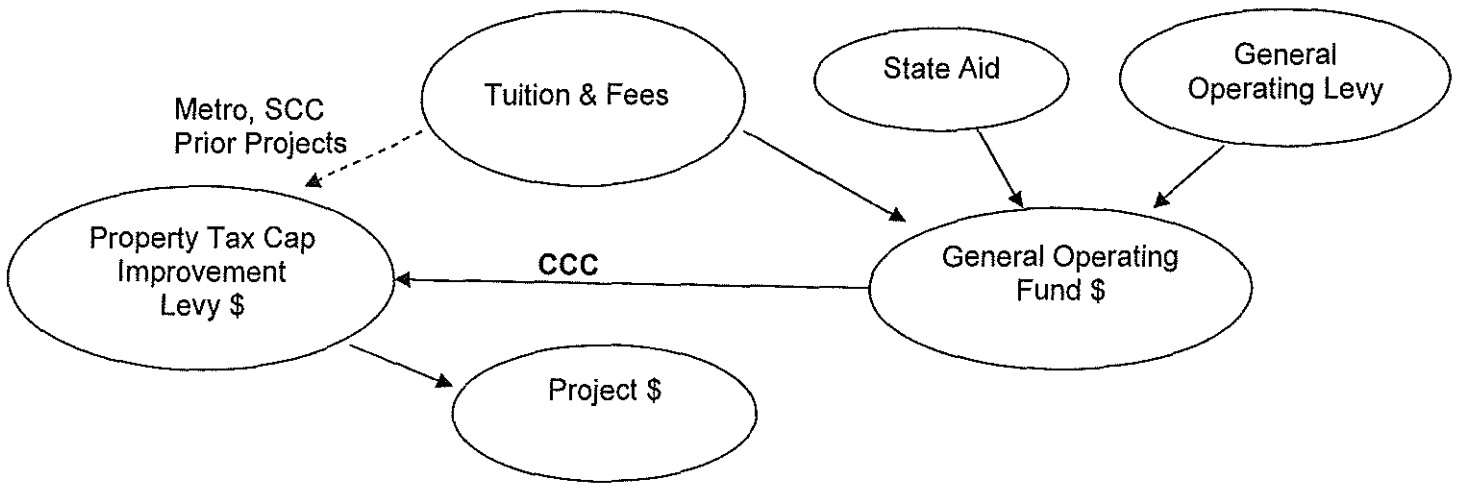 Tuition & Fees
State Aid
General
Operating Levy
Metro, SCC
Prior Projects
Property Tax Cap
Improvement
Levy $
CCC
General Operating
Fund $
Project $